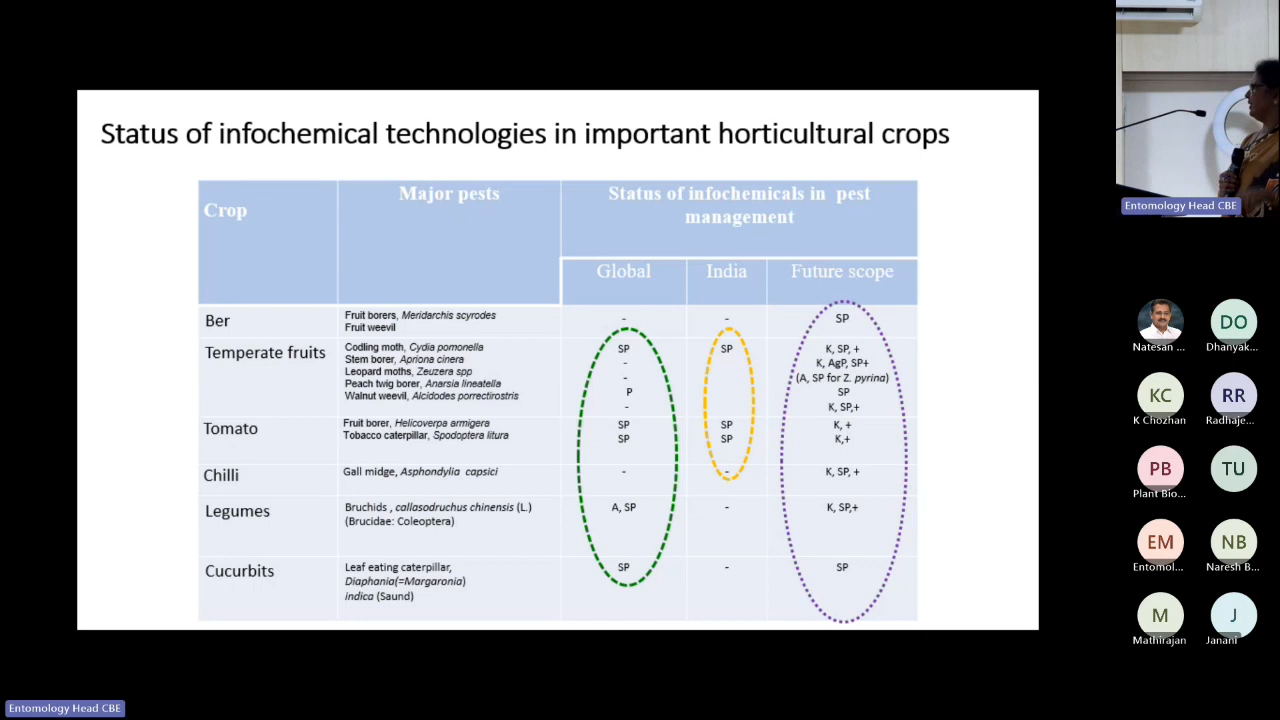 Status of infochemical technologies in important horticultural crops
Crop
Major pests
Status of infochemicals in pest
management
Global
India
Future scope
Ber
Fruit borers, Meridarchis scyrodes
Fruit weevil
-
-
SP
Temperate fruits
Codling moth, Cydia pomonella
Stem borer, Apriona cinera
Leopard moths, Zeuzera spp
Peach twig borer, Anarsia lineatella
Walnut weevil, Alcidodes porrectirostris
SP
-
-
P
-
SP
K, SP, +
K, AgP, SP+
(A, SP for Z. pyrina)
SP
K, SP,+
Tomato
Fruit borer, Helicoverpa armigera
Tobacco caterpillar, Spodoptera litura
SP
SP
SP
SP
K, +
K,+
Chilli
Gall midge, Asphondylia capsici
-
-
K, SP, +
Legumes
Bruchids , callasodruchus chinensis (L.)
(Brucidae: Coleoptera)
A, SP
-
K, SP,+
Cucurbits
Leaf eating caterpillar,
Diaphania(=Margaronia)
indica (Saund)
SP
-
SP
Entomology Head CBE
Natesan ...
DO
Dhanyak...
KC
K Chozhan
RR
Radhaje...
PB
Plant Bio...
TU
EM
Entomol...
NB
Naresh B...
M
Mathirajan
J
Janani
Entomology Head CBE